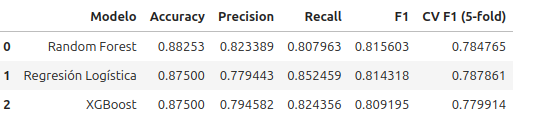 Modelo Accuracy Precision Recall F1 CV F1 (5-fold)
0 Random Forest 0.88253 0.823389 0.807963 0.815603 0.784765
1 Regresión Logística 0.87500 0.779443 0.852459 0.814318 0.787861
2 XGBoost 0.87500 0.794582 0.824356 0.809195 0.779914